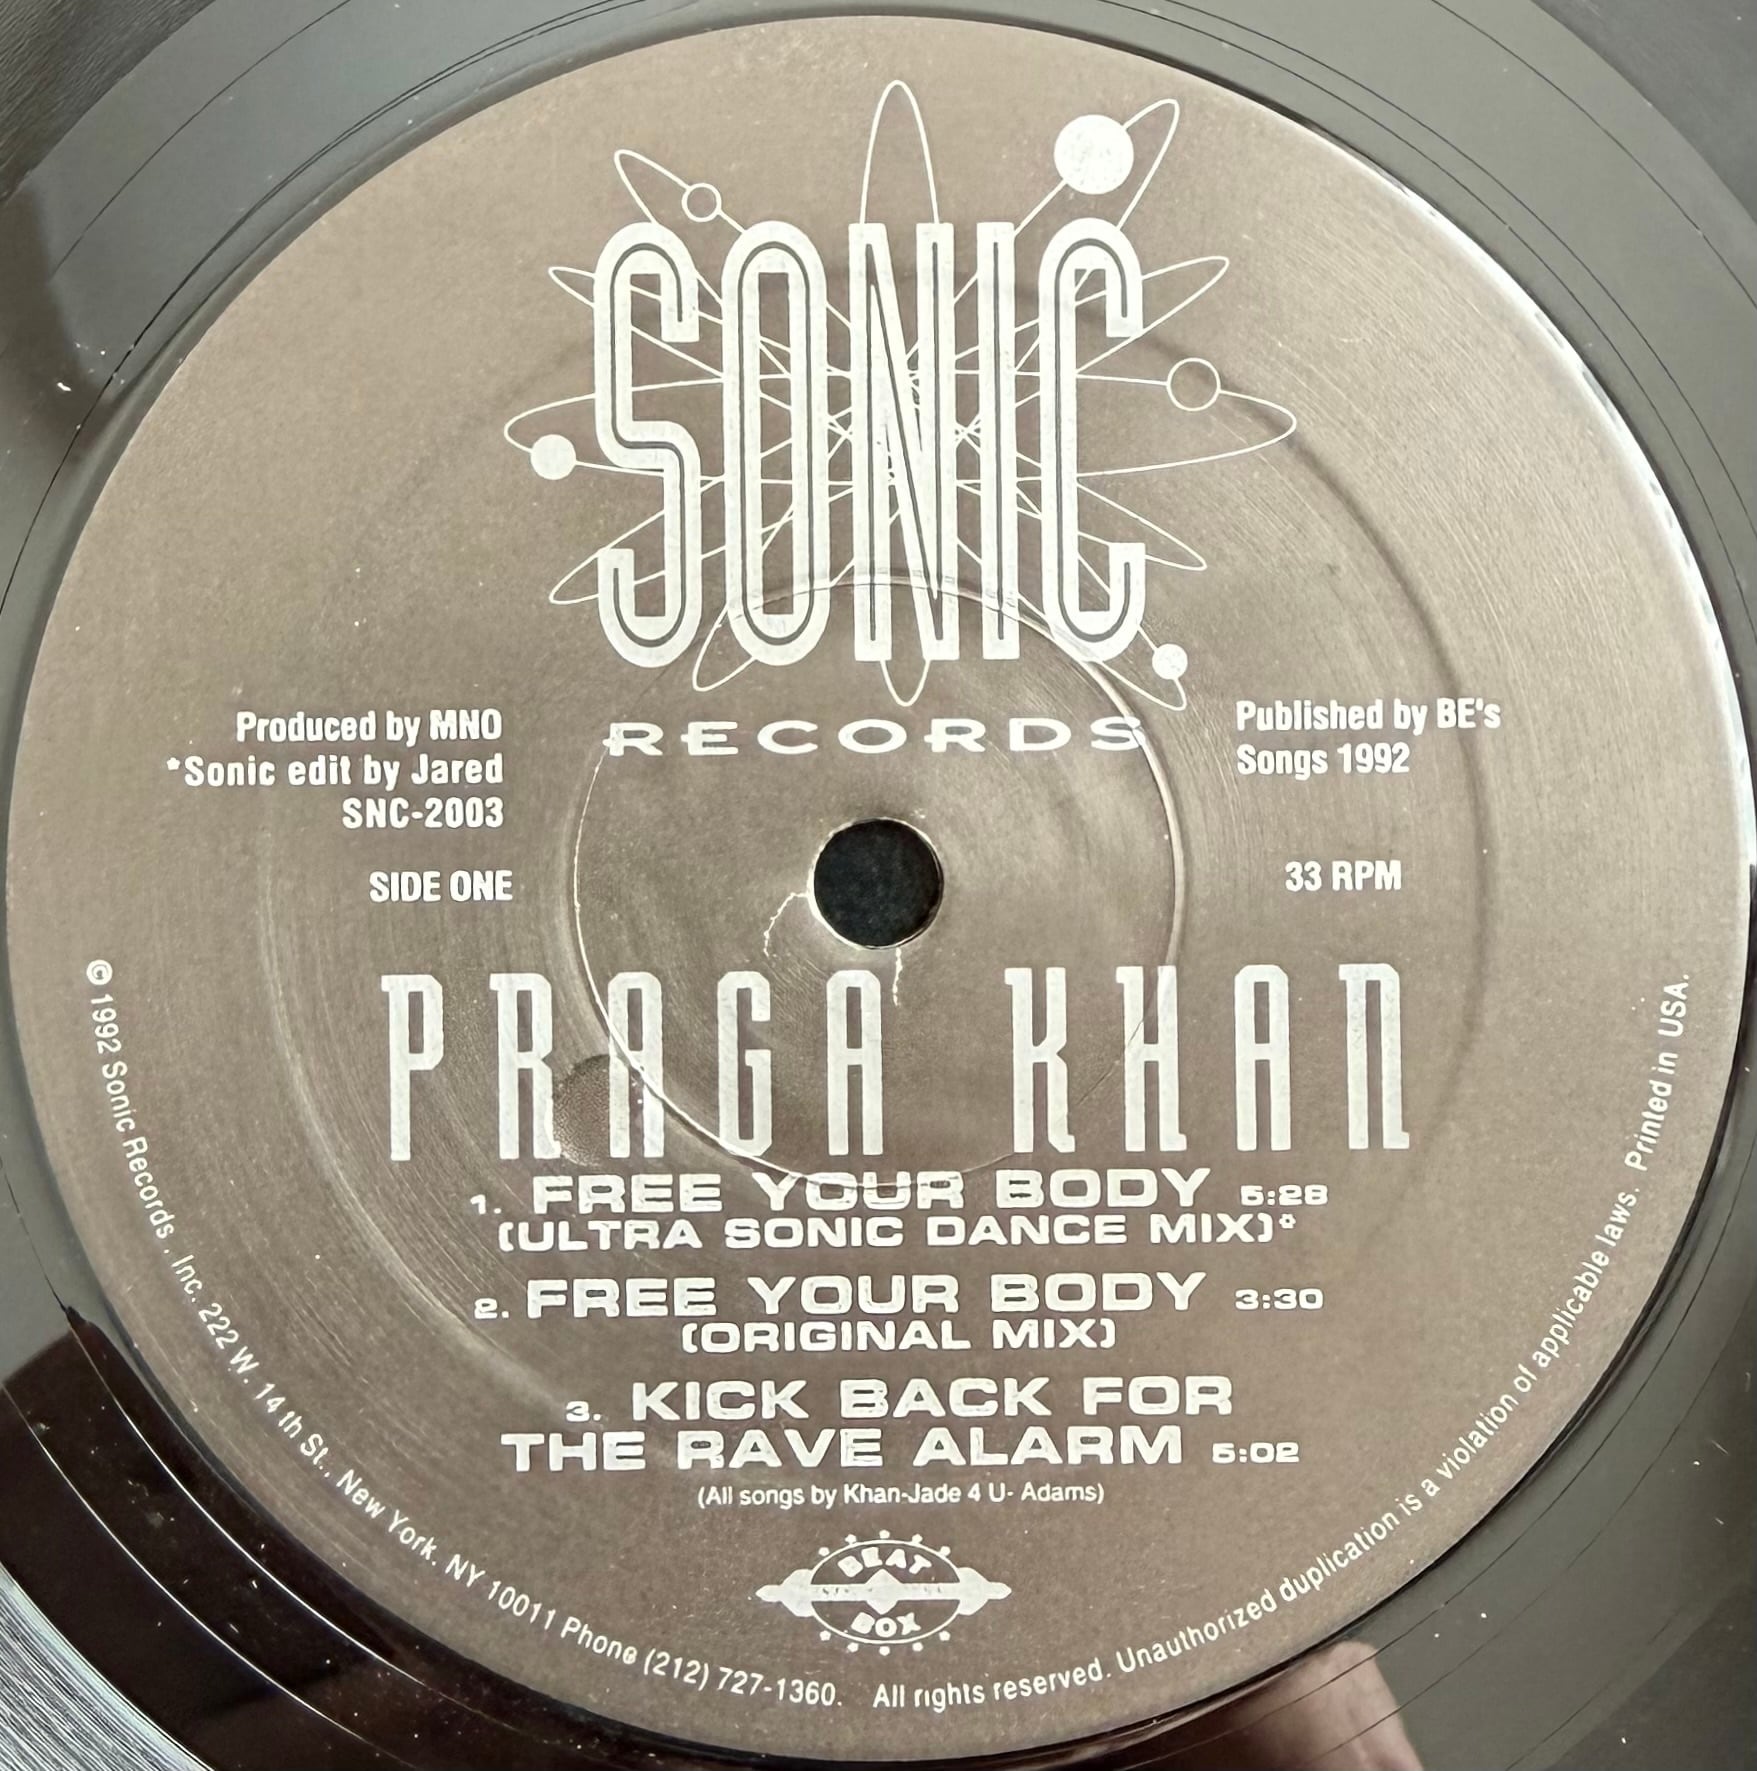 SONIC
RECORDS
Produced by MNO
*Sonic edit by Jared
SNC-2003
Published by BE's
Songs 1992
SIDE ONE
33 RPM
PRAGA KHAN
1. FREE YOUR BODY 5:28
(ULTRA SONIC DANCE MIX)*
2. FREE YOUR BODY 3:30
(ORIGINAL MIX)
3. KICK BACK FOR
THE RAVE ALARM 5:02
(All songs by Khan-Jade 4 U- Adams)
BEAT
BOX
© 1992 Sonic Records, Inc. 222 W. 14 th St., New York, NY 10011 Phone (212) 727-1360. All rights reserved. Unauthorized duplication is a violation of applicable laws. Printed in USA.